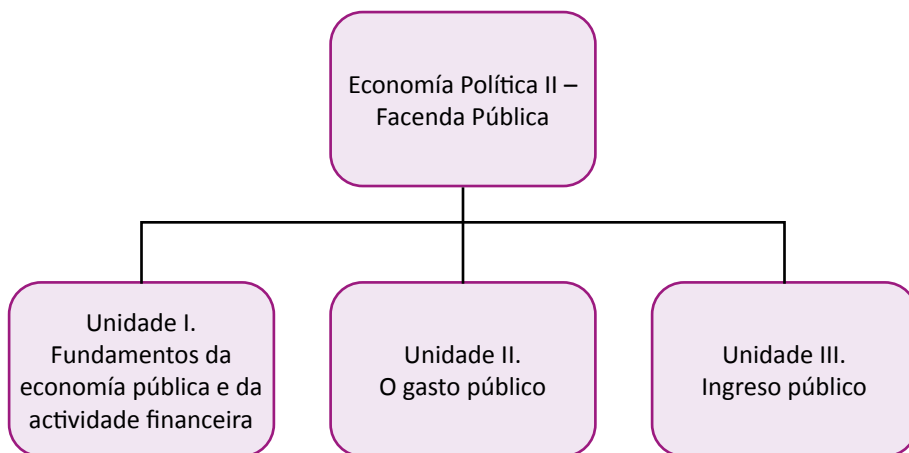 Economía Política II –
Facenda Pública
Unidade I.
Fundamentos da
economía pública e da
actividade financeira
Unidade II.
O gasto público
Unidade III.
Ingreso público